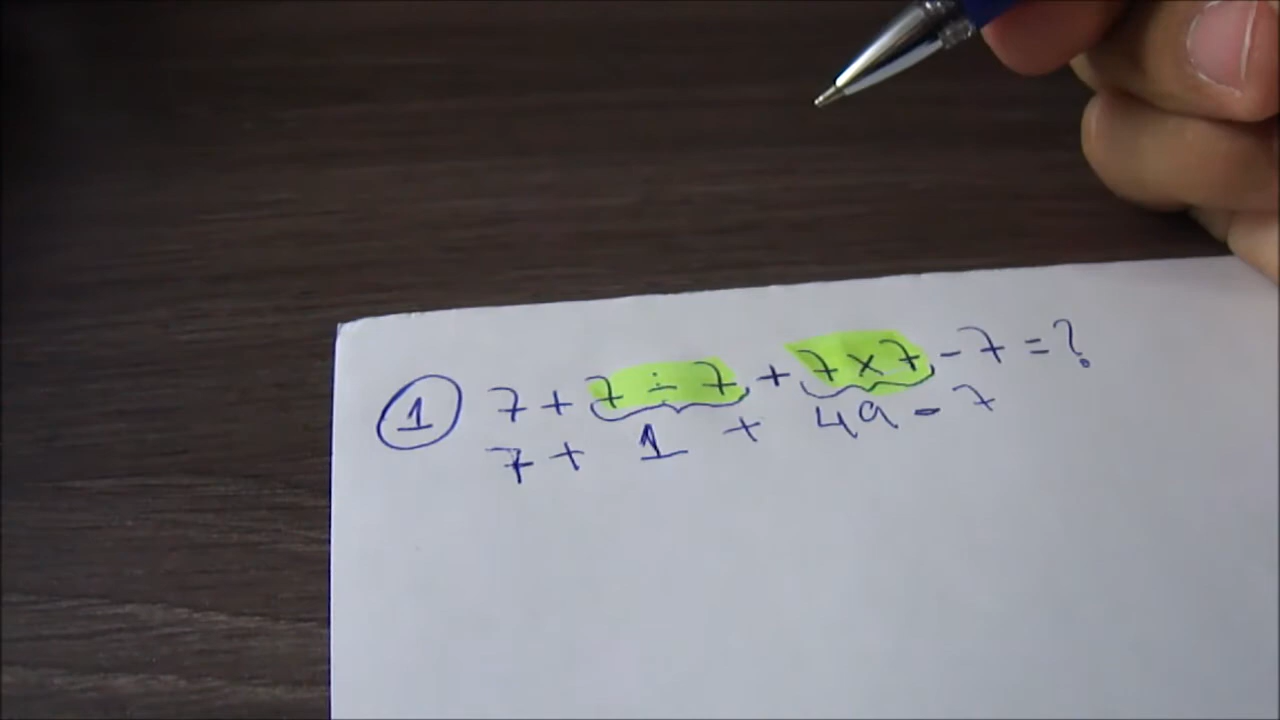 ① 7 + 7 ÷ 7 + 7 × 7 - 7 = ?
7 + 1 + 49 - 7